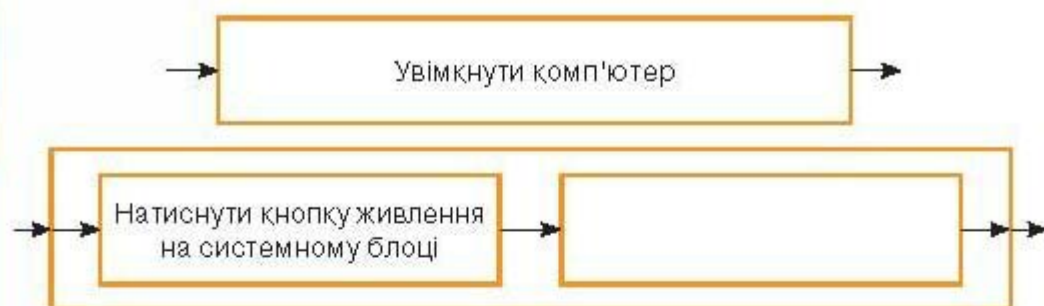 Увімкнути комп'ютер
Натиснути кнопку живлення
на системному блоці